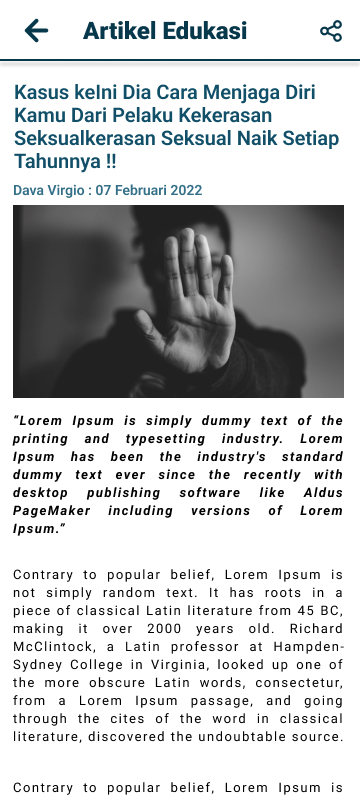 Artikel Edukasi
Kasus keIni Dia Cara Menjaga Diri
Kamu Dari Pelaku Kekerasan
Seksualkerasan Seksual Naik Setiap
Tahunnya !!
Dava Virgio : 07 Februari 2022
“Lorem Ipsum is simply dummy text of the
printing and typesetting industry. Lorem
Ipsum has been the industry's standard
dummy text ever since the recently with
desktop publishing software like Aldus
PageMaker including versions of Lorem
Ipsum.”
Contrary to popular belief, Lorem Ipsum is
not simply random text. It has roots in a
piece of classical Latin literature from 45 BC,
making it over 2000 years old. Richard
McClintock, a Latin professor at Hampden-
Sydney College in Virginia, looked up one of
the more obscure Latin words, consectetur,
from a Lorem Ipsum passage, and going
through the cites of the word in classical
literature, discovered the undoubtable source.
Contrary to popular belief, Lorem Ipsum is